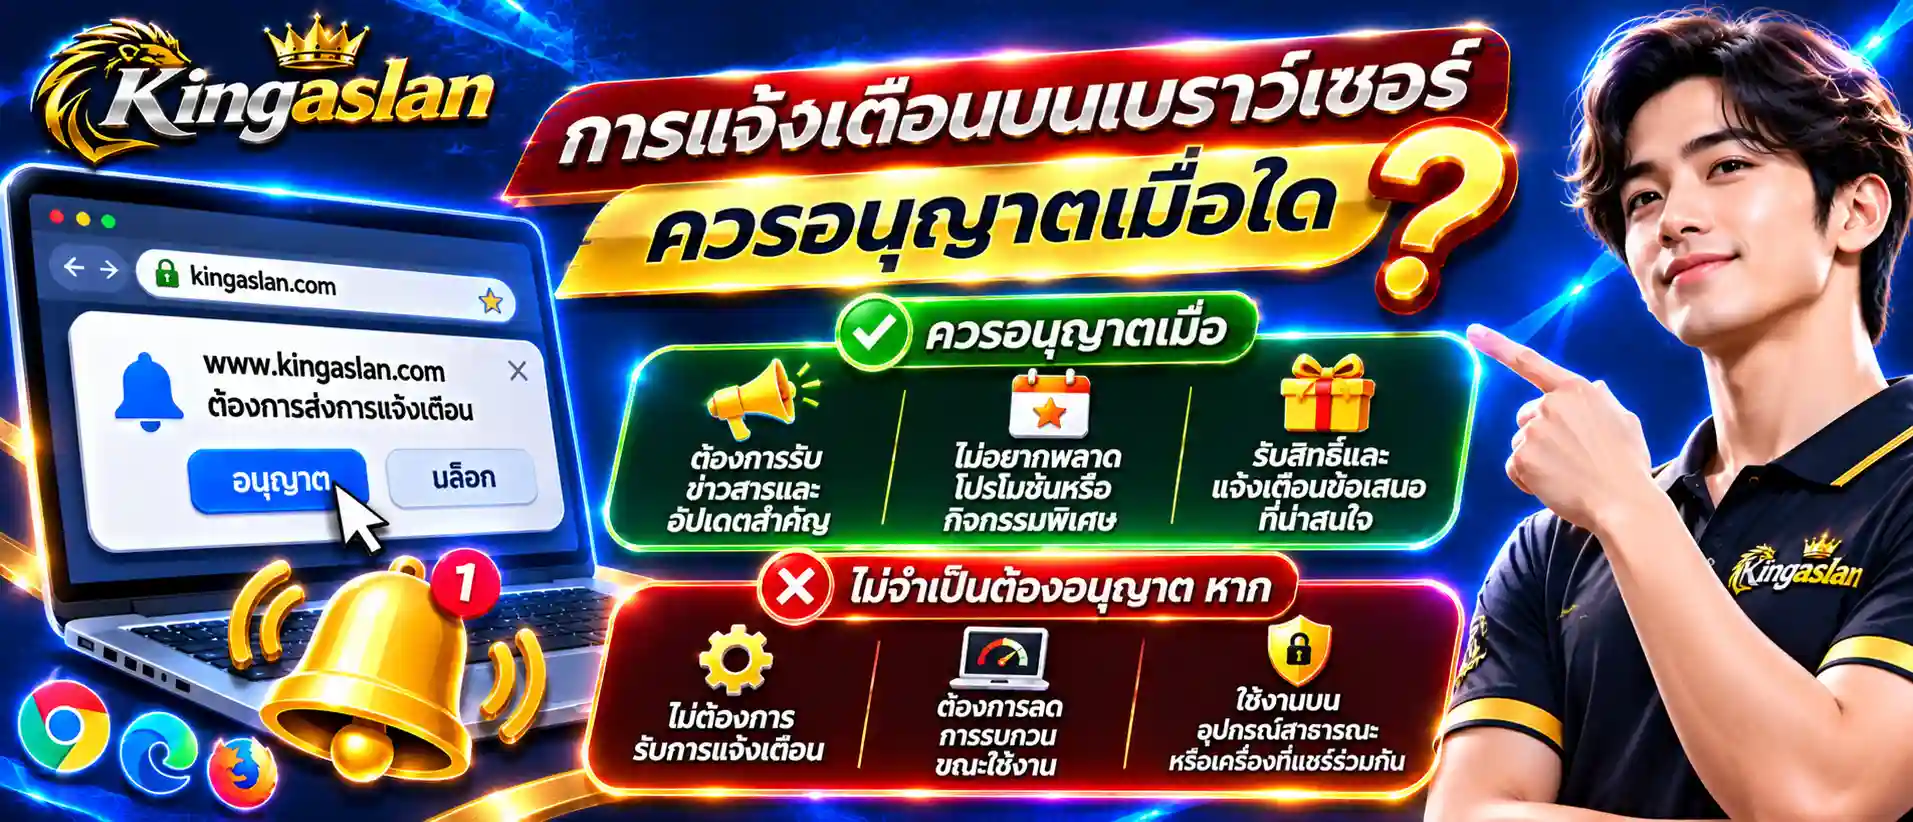 Kingaslan
การแจ้งเตือนบนเบราว์เซอร์
ควรอนุญาตเมื่อใด?
kingaslan.com
www.kingaslan.com
ต้องการส่งการแจ้งเตือน
อนุญาต
บล็อก
1
ควรอนุญาตเมื่อ
ต้องการรับ
ข่าวสารและ
อัปเดตสำคัญ
ไม่อยากพลาด
โปรโมชันหรือ
กิจกรรมพิเศษ
รับสิทธิ์และ
แจ้งเตือนข้อเสนอ
ที่น่าสนใจ
ไม่จำเป็นต้องอนุญาต หาก
ไม่ต้องการ
รับการแจ้งเตือน
ต้องการลด
การรบกวน
ขณะใช้งาน
ใช้งานบน
อุปกรณ์สาธารณะ
หรือเครื่องที่แชร์ร่วมกัน
Kingaslan